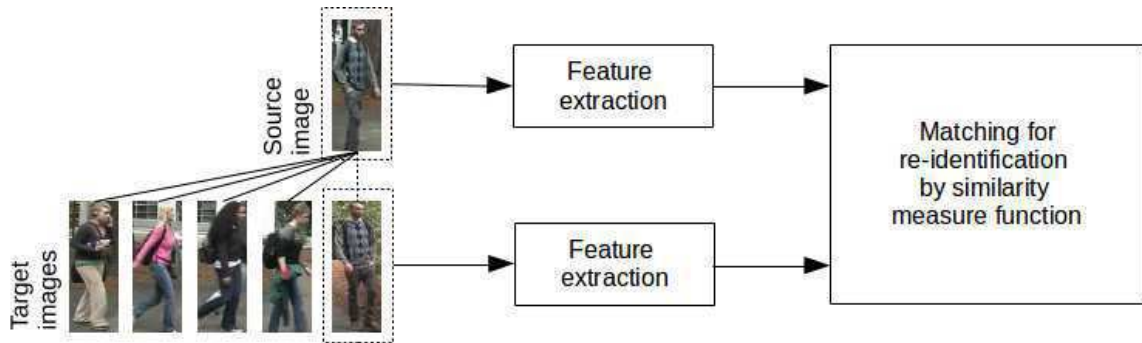 Source
image
Feature
extraction
Matching for
re-identification
by similarity
measure function
Target
images
Feature
extraction